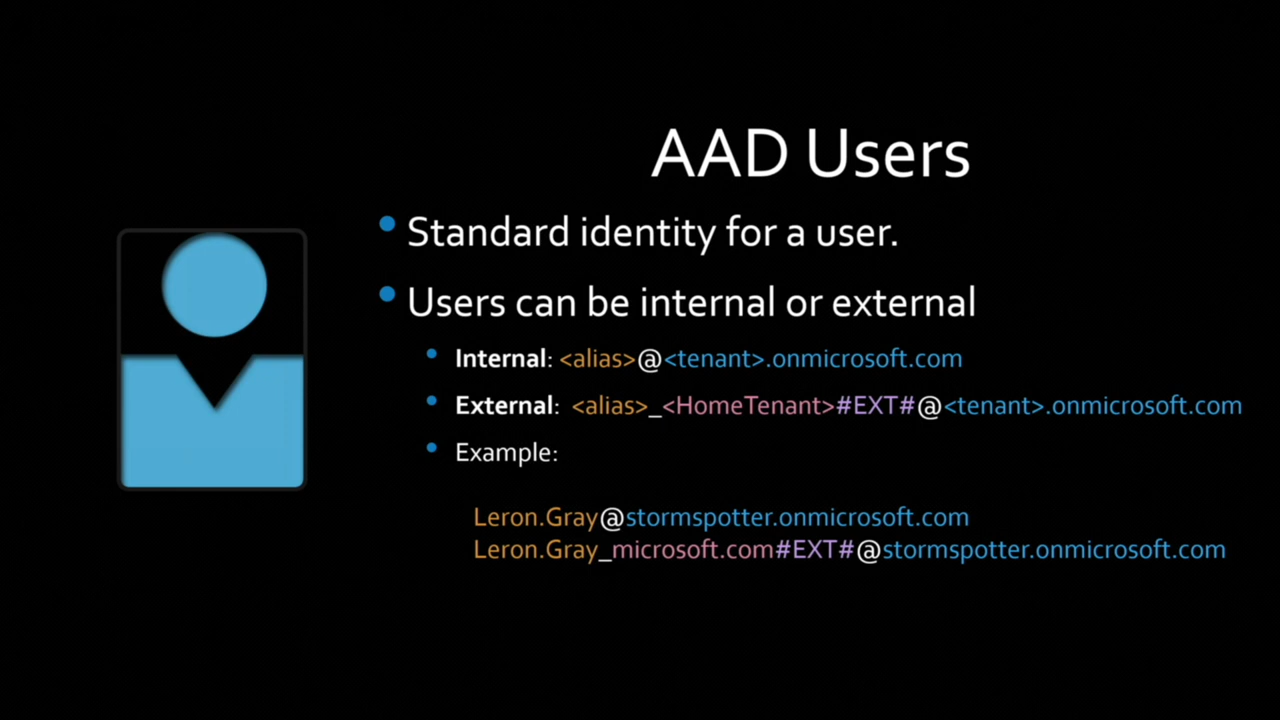 AAD Users
Standard identity for a user.
Users can be internal or external
Internal: <alias>@<tenant>.onmicrosoft.com
External: <alias>_<HomeTenant>#EXT#@<tenant>.onmicrosoft.com
Example:
Leron.Gray@stormspotter.onmicrosoft.com
Leron.Gray_microsoft.com#EXT#@stormspotter.onmicrosoft.com